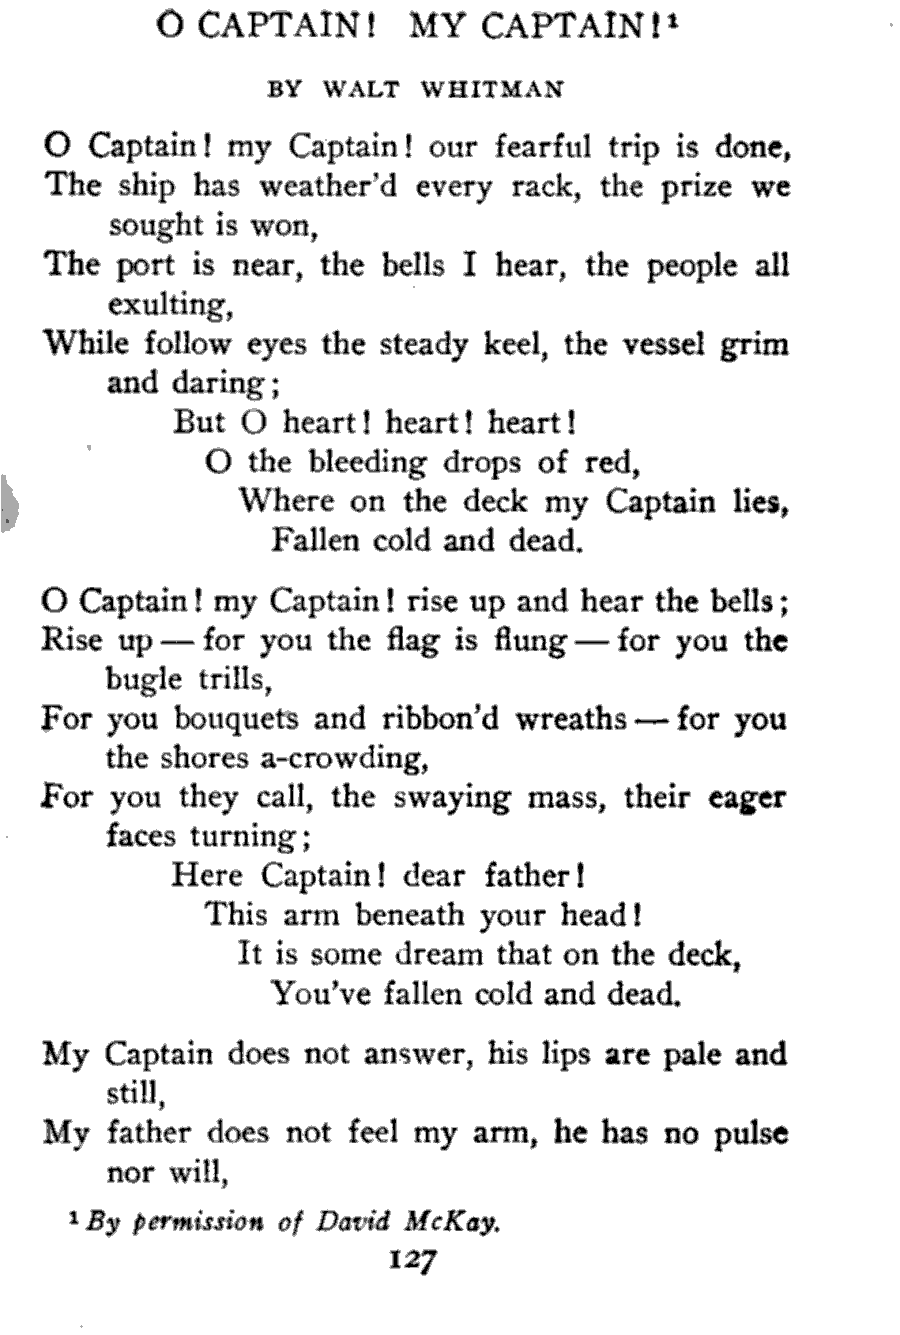 O CAPTAIN! MY CAPTAIN!¹
BY WALT WHITMAN
O Captain! my Captain! our fearful trip is done,
The ship has weather'd every rack, the prize we
sought is won,
The port is near, the bells I hear, the people all
exulting,
While follow eyes the steady keel, the vessel grim
and daring;
But O heart! heart! heart!
O the bleeding drops of red,
Where on the deck my Captain lies,
Fallen cold and dead.
O Captain! my Captain! rise up and hear the bells;
Rise up — for you the flag is flung — for you the
bugle trills,
For you bouquets and ribbon'd wreaths — for you
the shores a-crowding,
For you they call, the swaying mass, their eager
faces turning;
Here Captain! dear father!
This arm beneath your head!
It is some dream that on the deck,
You've fallen cold and dead.
My Captain does not answer, his lips are pale and
still,
My father does not feel my arm, he has no pulse
nor will,
¹ By permission of David McKay.
127